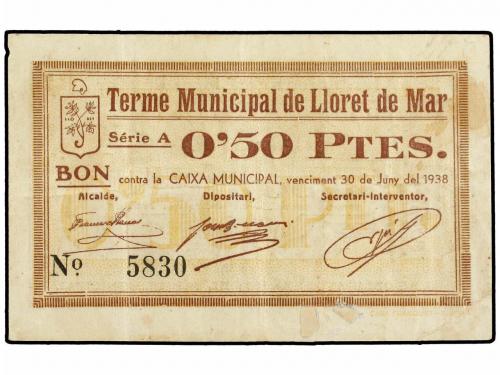 Terme Municipal de Lloret de Mar
Série A 0'50 PTES.
BON contra la CAIXA MUNICIPAL, venciment 30 de Juny del 1938
Alcalde, Dipositari, Secretari-Interventor,
Nº 5830